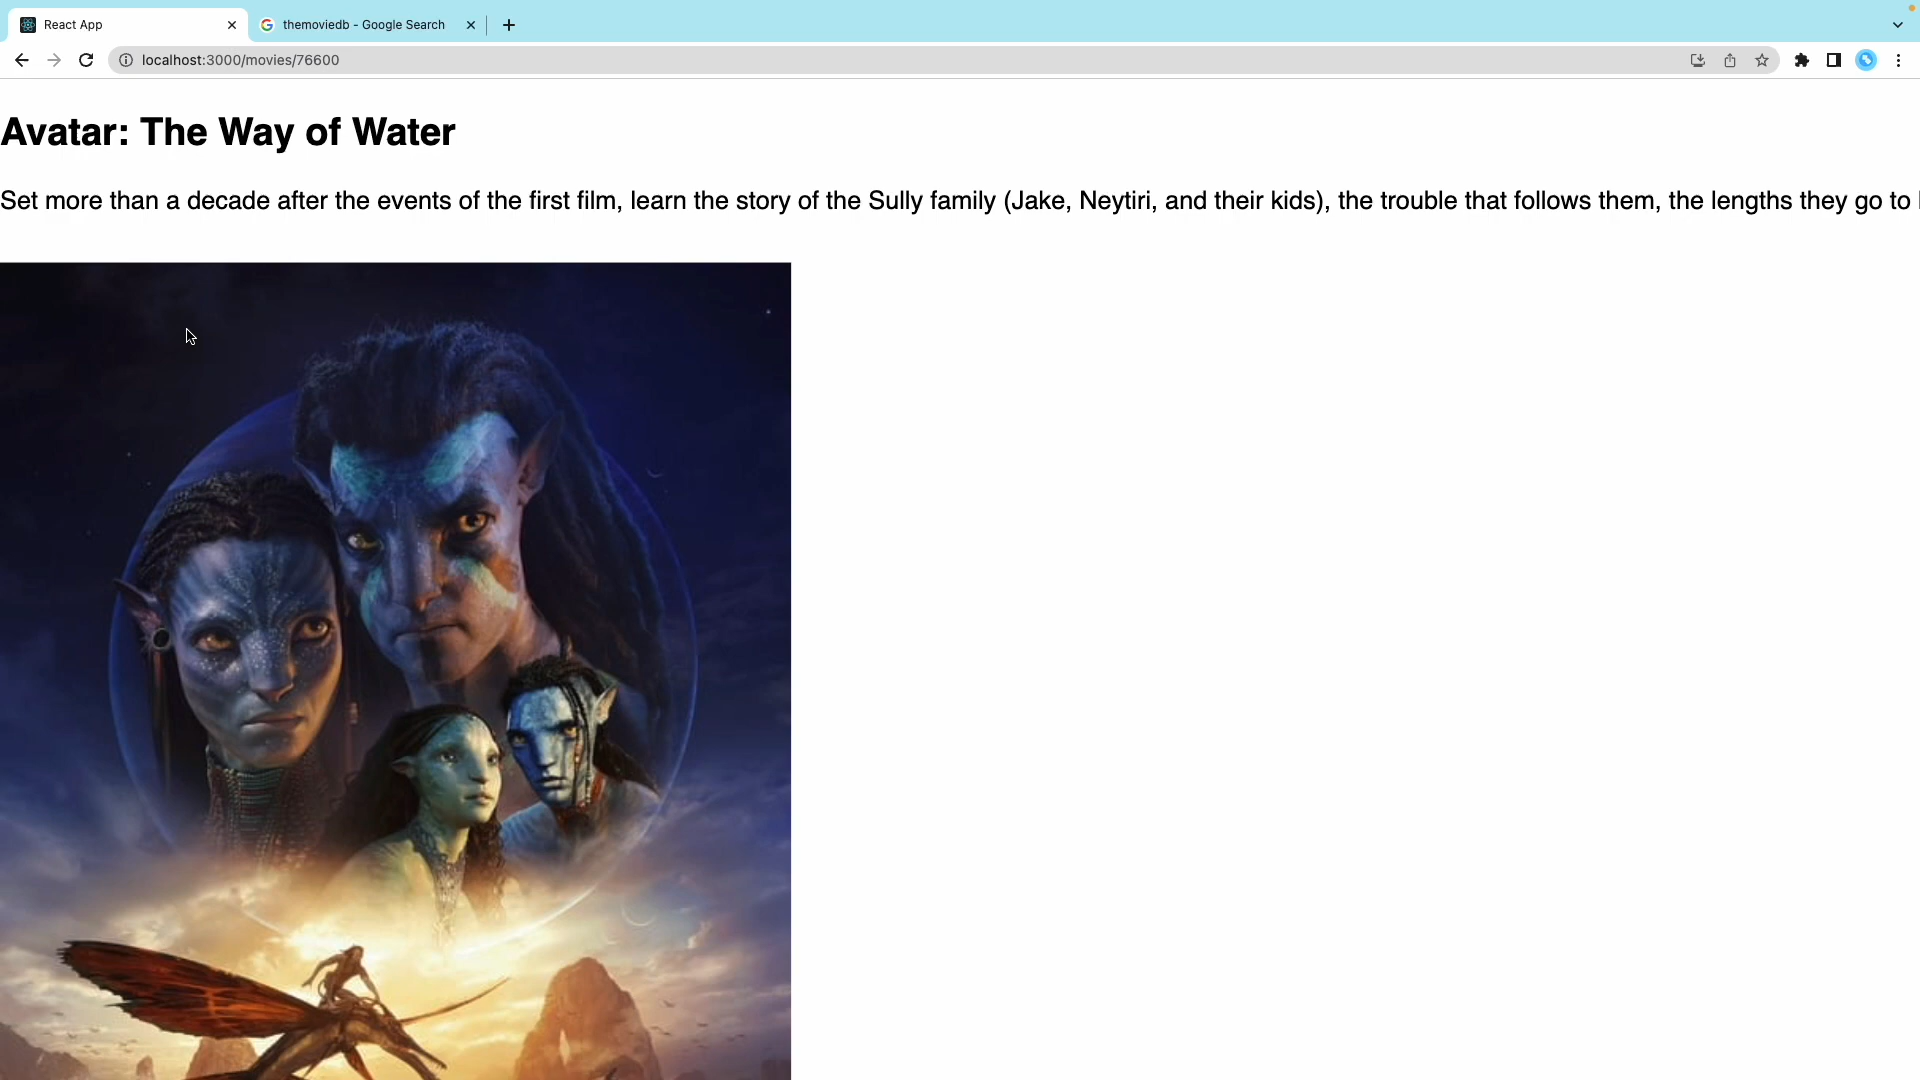 React App
themoviedb - Google Search
localhost:3000/movies/76600
Avatar: The Way of Water
Set more than a decade after the events of the first film, learn the story of the Sully family (Jake, Neytiri, and their kids), the trouble that follows them, the lengths they go to